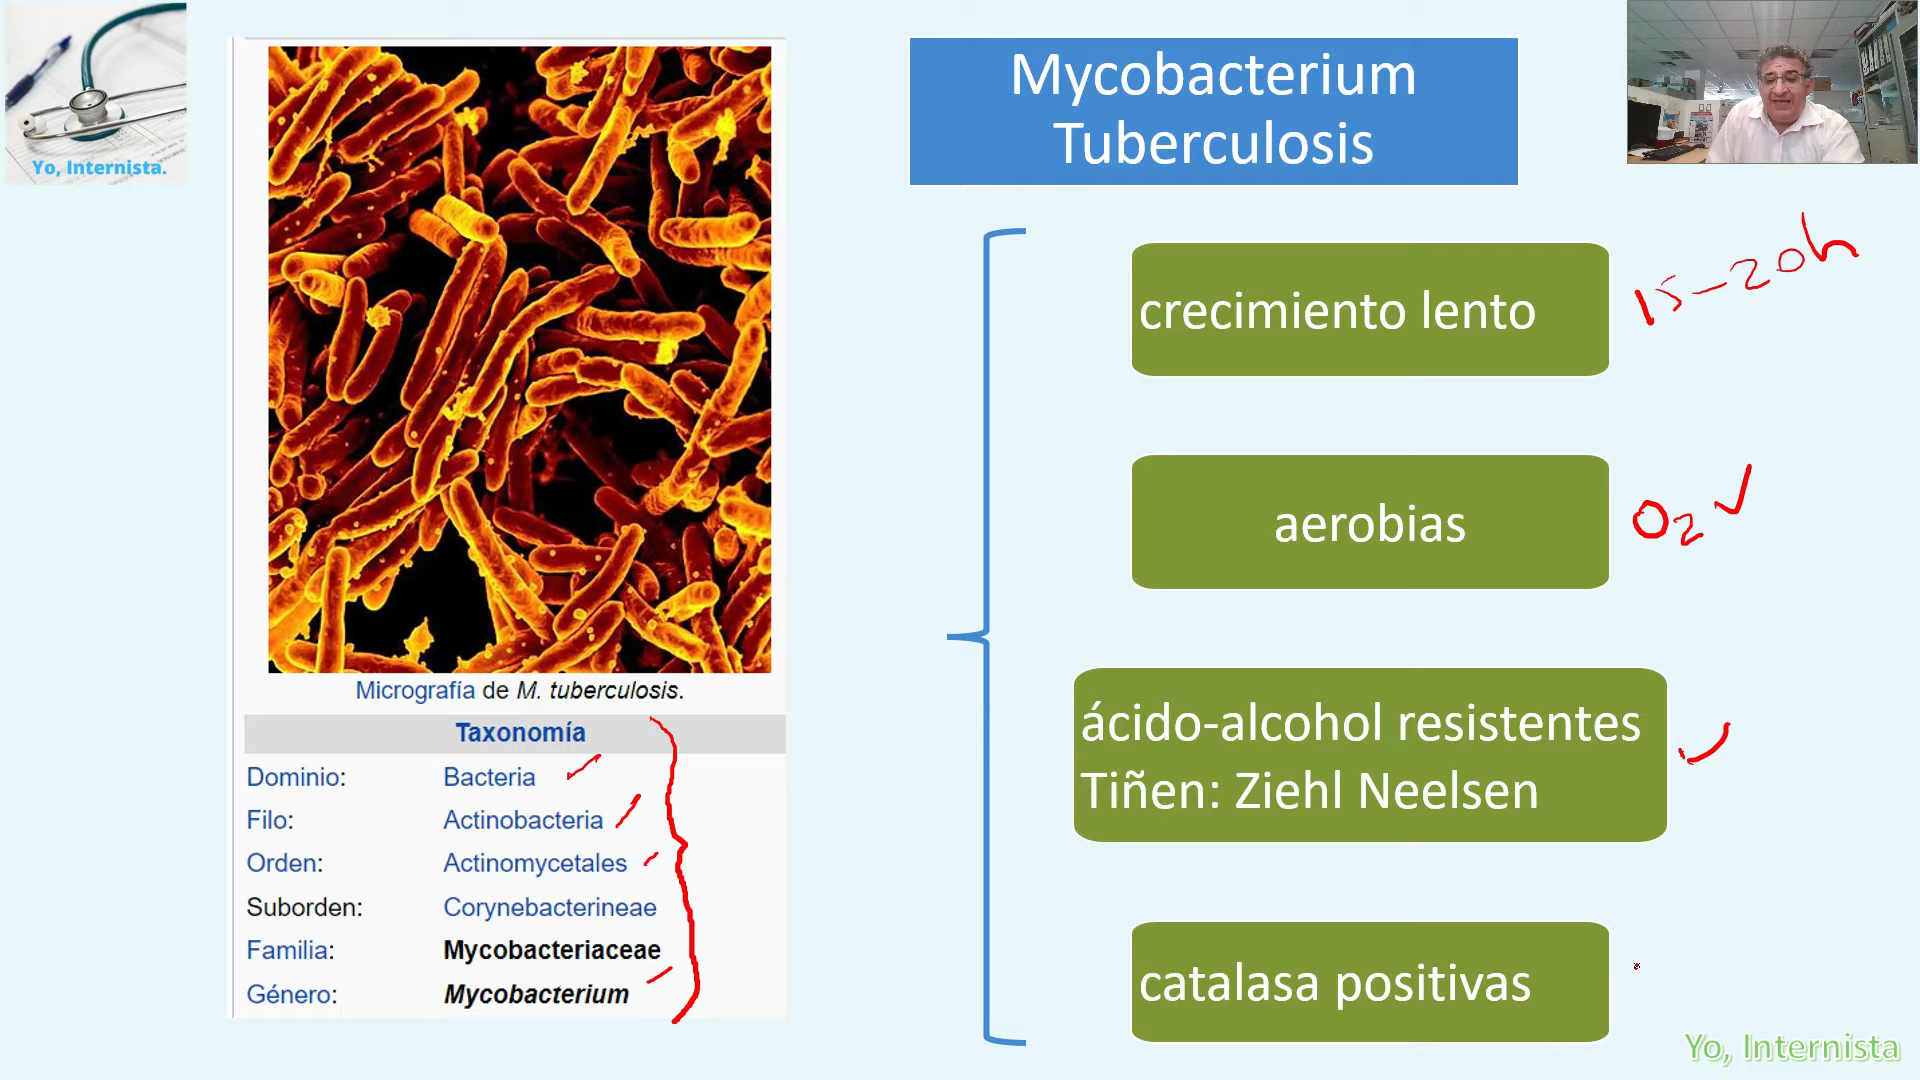 Yo, Internista.
Micrografía de M. tuberculosis.
Taxonomía
Dominio: Bacteria
Filo: Actinobacteria
Orden: Actinomycetales
Suborden: Corynebacterineae
Familia: Mycobacteriaceae
Género: Mycobacterium
Mycobacterium
Tuberculosis
crecimiento lento
15-20h
aerobias
O2 ✓
ácido-alcohol resistentes
Tiñen: Ziehl Neelsen
catalasa positivas
Yo, Internista